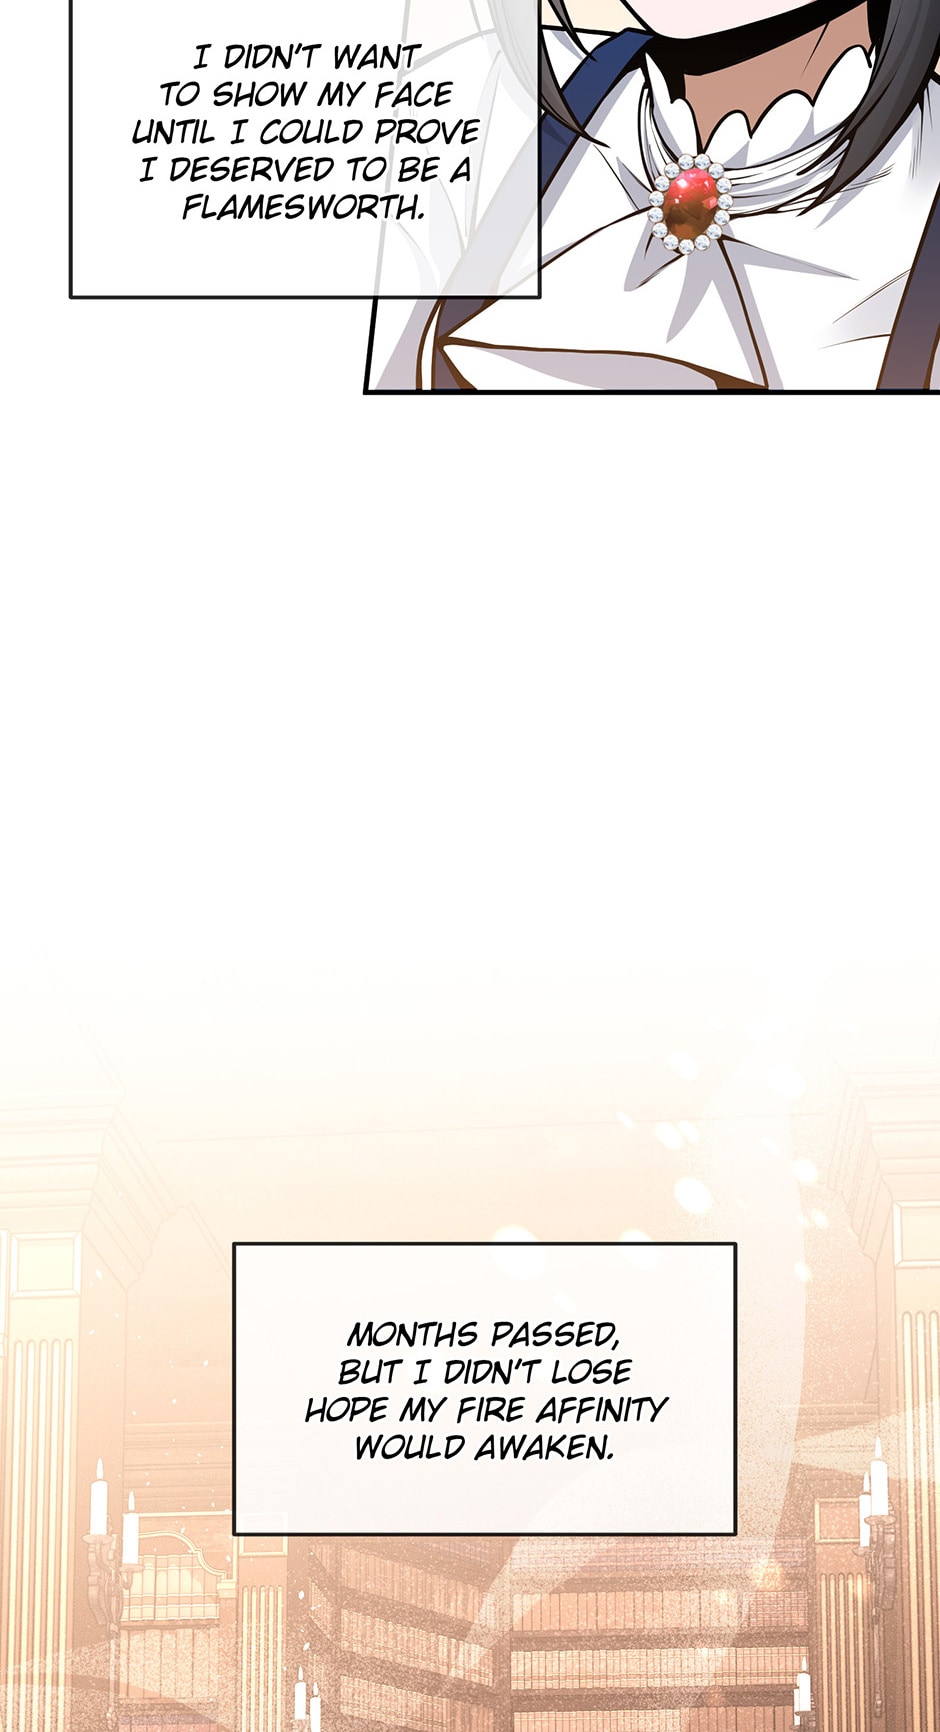 I DIDN'T WANT
TO SHOW MY FACE
UNTIL I COULD PROVE
I DESERVED TO BE A
FLAMESWORTH.
MONTHS PASSED,
BUT I DIDN'T LOSE
HOPE MY FIRE AFFINITY
WOULD AWAKEN.